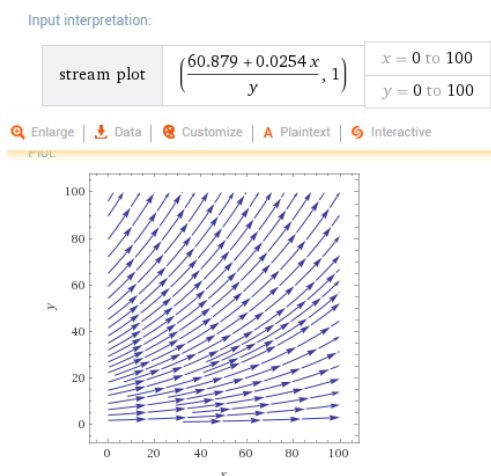 Input interpretation:
stream plot
(60.879 + 0.0254 x / y , 1)
x = 0 to 100
y = 0 to 100
Enlarge | Data | Customize | A Plaintext | Interactive
Plot:
100
80
60
y
40
20
0
0 20 40 60 80 100
x